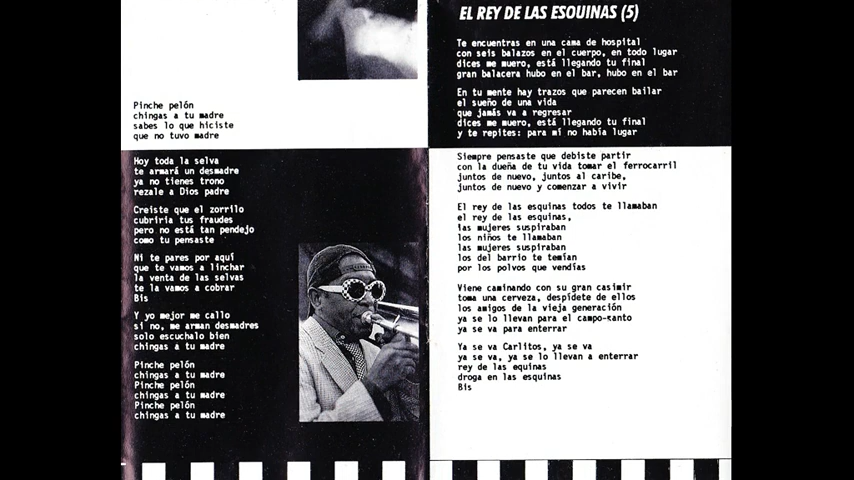 Pinche pelón
chingas a tu madre
sabes lo que hiciste
que no tuvo madre
Hoy toda la selva
te armará un desmadre
ya no tienes trono
rezale a Dios padre
Creiste que el zorrilo
cubriria tus fraudes
pero no está tan pendejo
como tu pensaste
Ni te pares por aquí
que te vamos a linchar
la venta de las selvas
te la vamos a cobrar
Bis
Y yo mejor me callo
si no, me arman desmadres
solo escuchalo bien
chingas a tu madre
Pinche pelón
chingas a tu madre
Pinche pelón
chingas a tu madre
Pinche pelón
chingas a tu madre
EL REY DE LAS ESQUINAS (5)
Te encuentras en una cama de hospital
con seis balazos en el cuerpo, en todo lugar
dices me muero, está llegando tu final
gran balacera hubo en el bar, hubo en el bar
En tu mente hay trazos que parecen bailar
el sueño de una vida
que jamás va a regresar
dices me muero, está llegando tu final
y te repites: para mí no había lugar
Siempre pensaste que debiste partir
con la dueña de tu vida tomar el ferrocarril
juntos de nuevo, juntos al caribe,
juntos de nuevo y comenzar a vivir
El rey de las esquinas todos te llamaban
el rey de las esquinas,
las mujeres suspiraban
los niños te llamaban
las mujeres suspiraban
los del barrio te temían
por los polvos que vendías
Viene caminando con su gran casimir
toma una cerveza, despídete de ellos
los amigos de la vieja generación
ya se lo llevan para el campo-santo
ya se va para enterrar
Ya se va Carlitos, ya se va
ya se va, ya se lo llevan a enterrar
rey de las equinas
droga en las esquinas
Bis